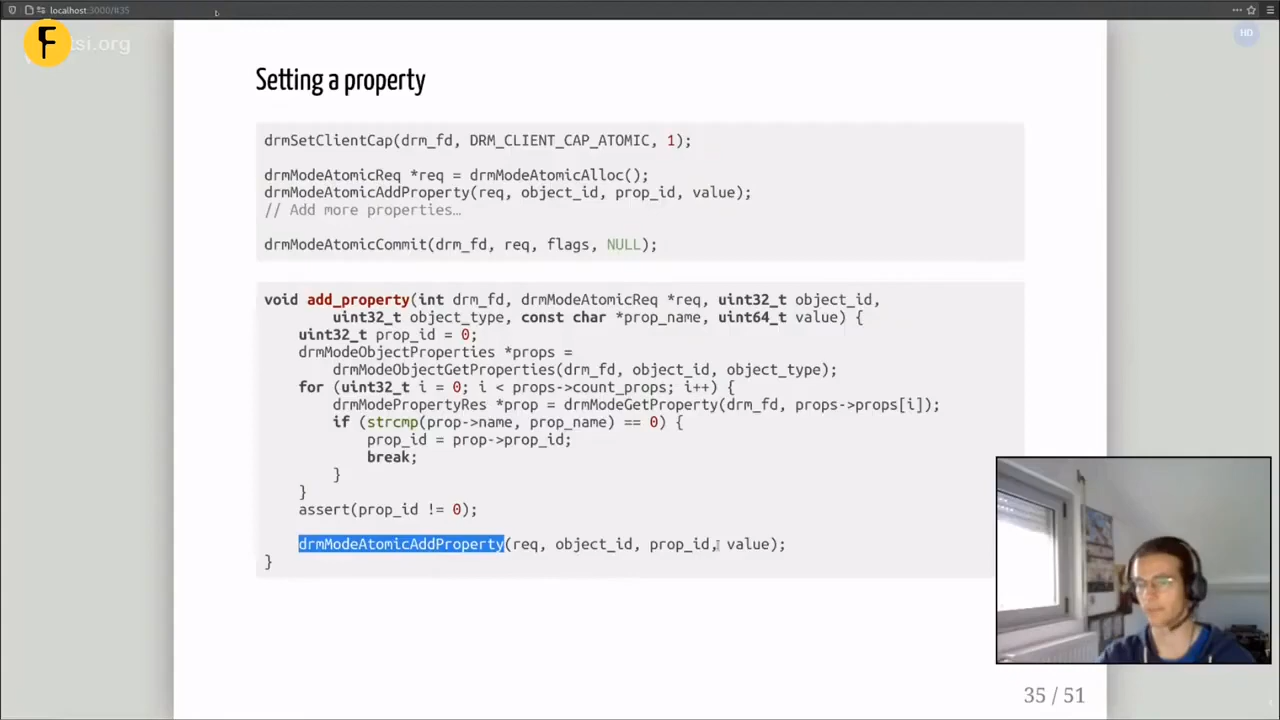 localhost:3000/#35
F
si.org
HD
Setting a property
drmSetClientCap(drm_fd, DRM_CLIENT_CAP_ATOMIC, 1);
drmModeAtomicReq *req = drmModeAtomicAlloc();
drmModeAtomicAddProperty(req, object_id, prop_id, value);
// Add more properties…
drmModeAtomicCommit(drm_fd, req, flags, NULL);
void add_property(int drm_fd, drmModeAtomicReq *req, uint32_t object_id,
uint32_t object_type, const char *prop_name, uint64_t value) {
uint32_t prop_id = 0;
drmModeObjectProperties *props =
drmModeObjectGetProperties(drm_fd, object_id, object_type);
for (uint32_t i = 0; i < props->count_props; i++) {
drmModePropertyRes *prop = drmModeGetProperty(drm_fd, props->props[i]);
if (strcmp(prop->name, prop_name) == 0) {
prop_id = prop->prop_id;
break;
}
}
assert(prop_id != 0);
drmModeAtomicAddProperty(req, object_id, prop_id, value);
}
35 / 51